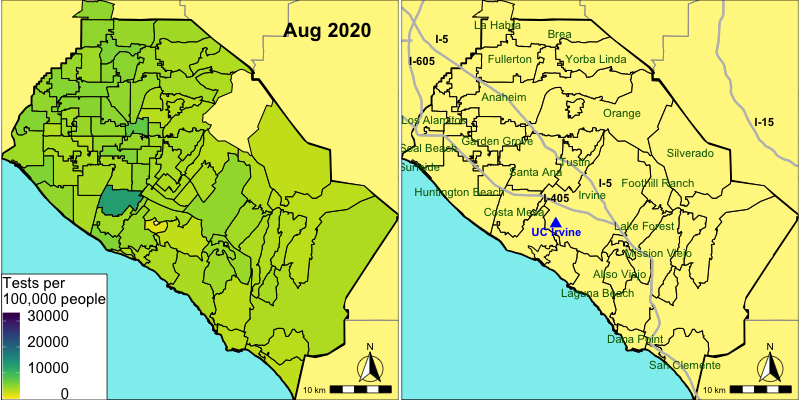 Aug 2020
Tests per
100,000 people
30000
20000
10000
0
N
10 km
La Habra
Brea
I-5
I-605
Fullerton
Yorba Linda
Anaheim
Orange
Los Alamitos
I-15
Garden Grove
Seal Beach
Silverado
Sunside
Tustin
Santa Ana
I-5
Foothill Ranch
Huntington Beach
I-405
Irvine
Costa Mesa
UC Irvine
Lake Forest
Mission Viejo
Aliso Viejo
Laguna Beach
Dana Point
San Clemente
N
10 km